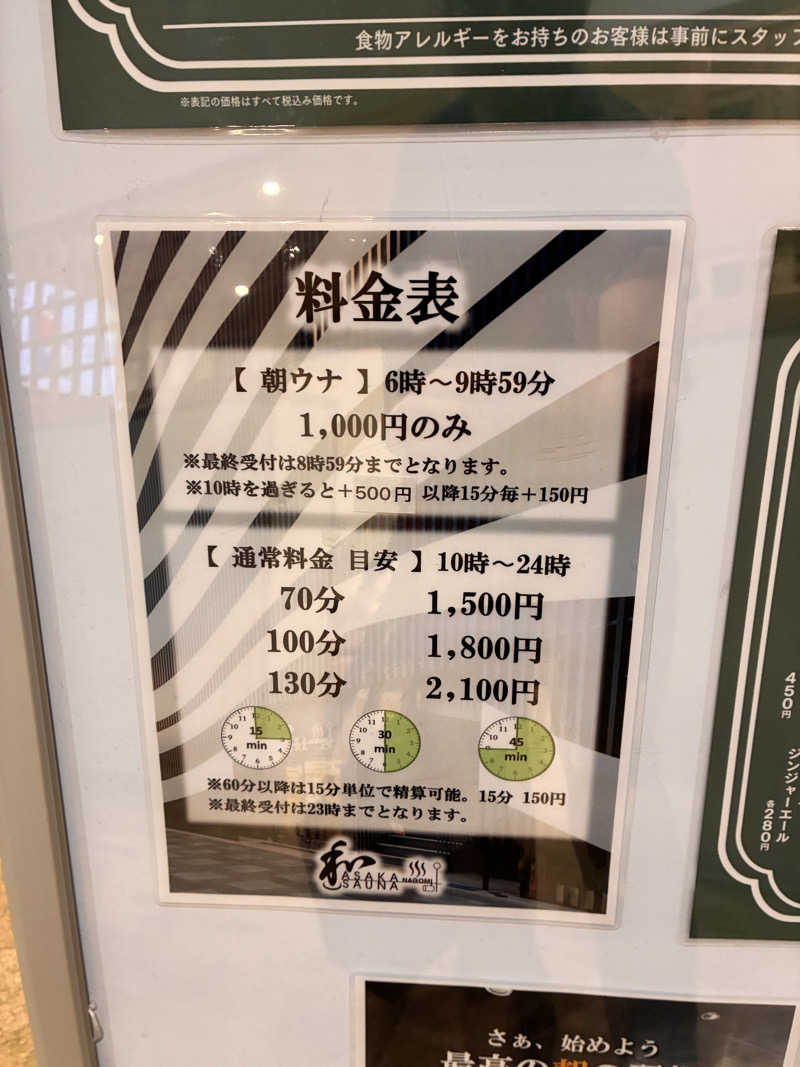 食物アレルギーをお持ちのお客様は事前にスタッフ
※表記の価格はすべて税込み価格です。
料金表
【 朝ウナ 】6時～9時59分
1,000円のみ
※最終受付は8時59分までとなります。
※10時を過ぎると＋500円 以降15分毎＋150円
【 通常料金 目安 】10時～24時
70分 1,500円
100分 1,800円
130分 2,100円
15 min
30 min
45 min
※60分以降は15分単位で精算可能。15分 150円
※最終受付は23時までとなります。
和 ASAKA SAUNA NAGOMI
450円
ジンジャーエール
各280円
さぁ、始めよう
最高の朝の